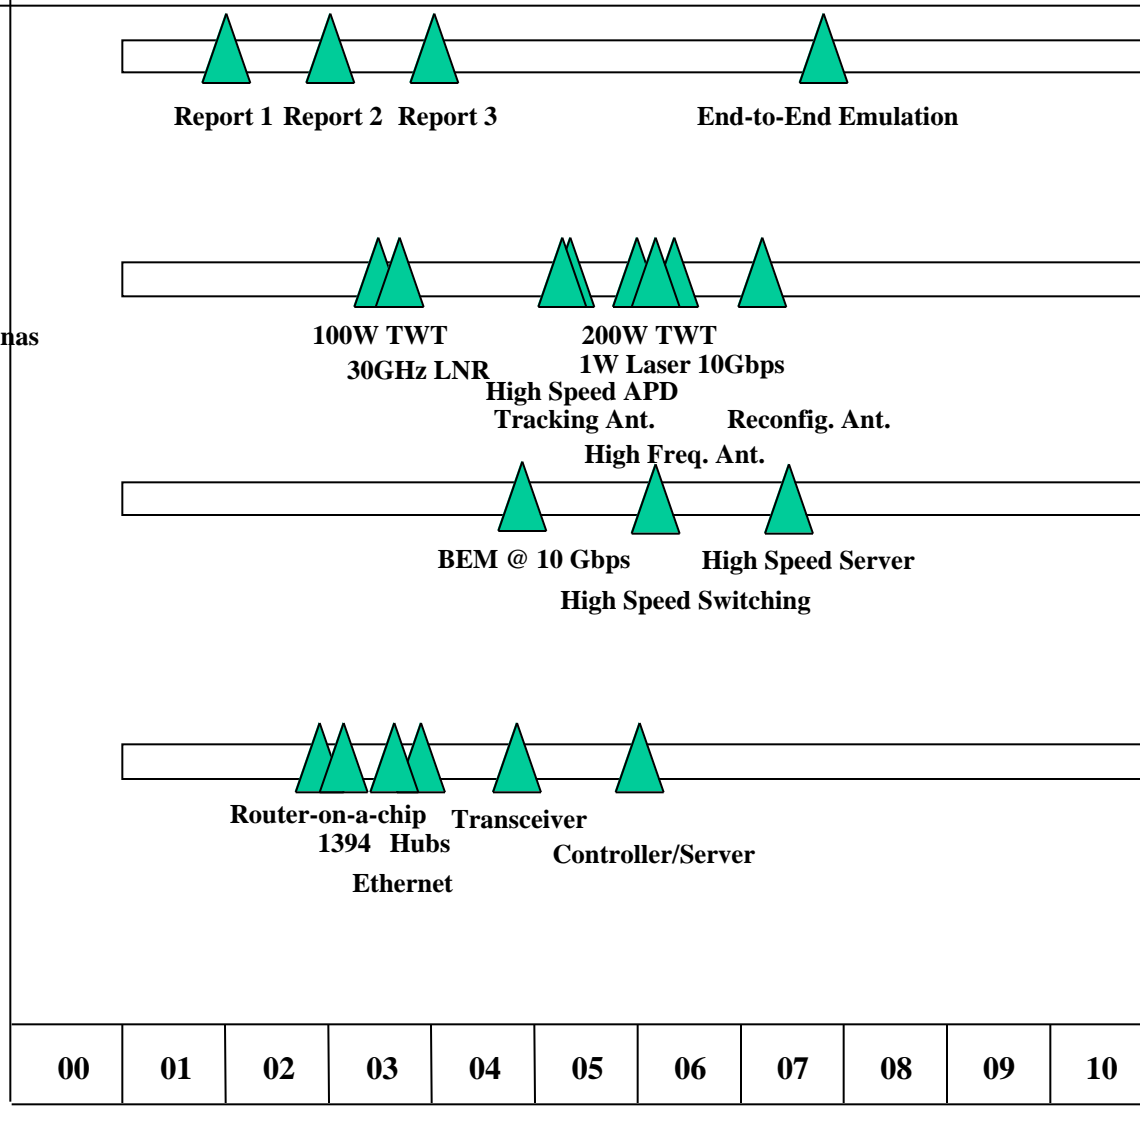 Report 1 Report 2 Report 3 End-to-End Emulation
nas
100W TWT 200W TWT
30GHz LNR 1W Laser 10Gbps
High Speed APD
Tracking Ant. Reconfig. Ant.
High Freq. Ant.
BEM @ 10 Gbps High Speed Server
High Speed Switching
Router-on-a-chip Transceiver
1394 Hubs Controller/Server
Ethernet
00 01 02 03 04 05 06 07 08 09 10